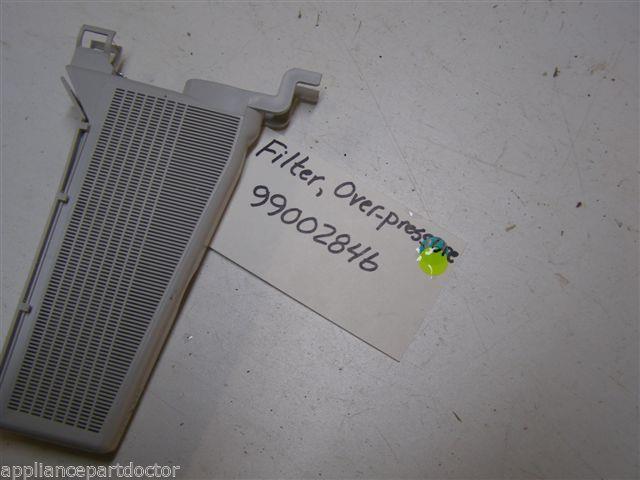 Filter, Over-pressure
99002846
appliancepartdoctor